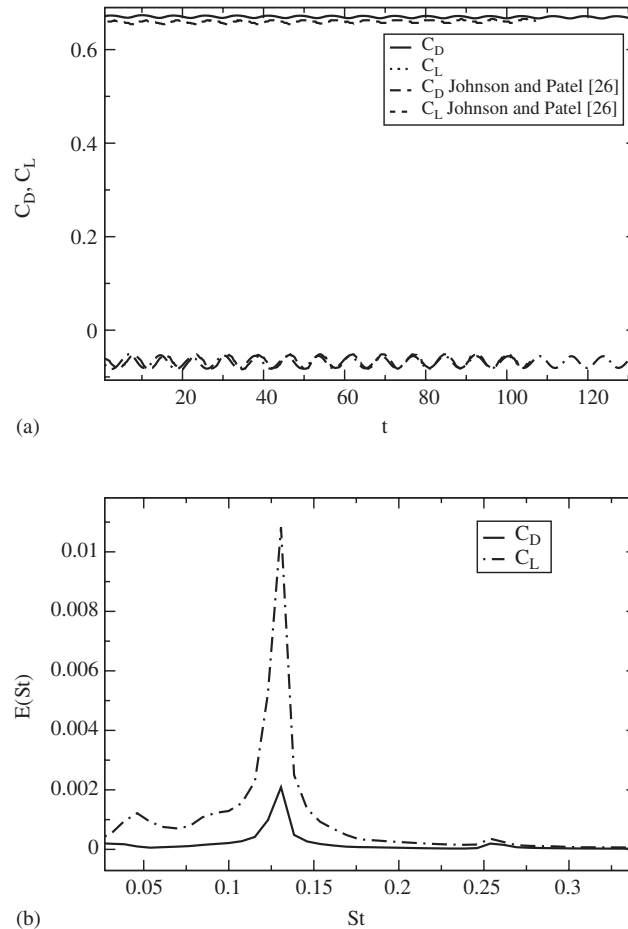 0.6
0.4
0.2
0
C_D, C_L
C_D
C_L
C_D Johnson and Patel [26]
C_L Johnson and Patel [26]
20 40 60 80 100 120
(a)
t
0.01
0.008
0.006
0.004
0.002
0
E(St)
C_D
C_L
0.05 0.1 0.15 0.2 0.25 0.3
(b)
St